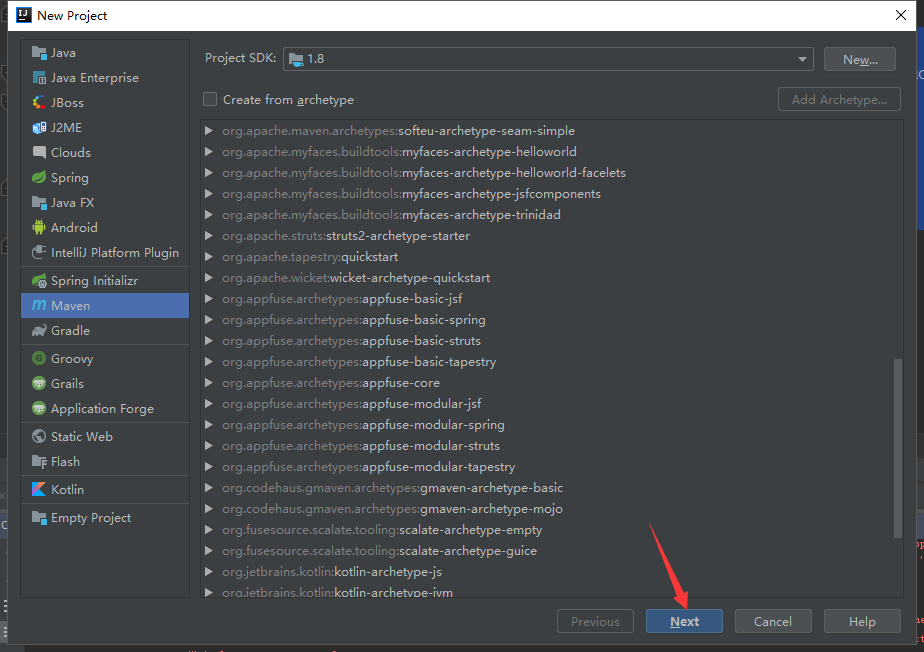 New Project
Java
Java Enterprise
JBoss
J2ME
Clouds
Spring
Java FX
Android
IntelliJ Platform Plugin
Spring Initializr
Maven
Gradle
Groovy
Grails
Application Forge
Static Web
Flash
Kotlin
Empty Project
Project SDK: 1.8 New...
Create from archetype Add Archetype...
org.apache.maven.archetypes:softeu-archetype-seam-simple
org.apache.myfaces.buildtools:myfaces-archetype-helloworld
org.apache.myfaces.buildtools:myfaces-archetype-helloworld-facelets
org.apache.myfaces.buildtools:myfaces-archetype-jsfcomponents
org.apache.myfaces.buildtools:myfaces-archetype-trinidad
org.apache.struts:struts2-archetype-starter
org.apache.tapestry:quickstart
org.apache.wicket:wicket-archetype-quickstart
org.appfuse.archetypes:appfuse-basic-jsf
org.appfuse.archetypes:appfuse-basic-spring
org.appfuse.archetypes:appfuse-basic-struts
org.appfuse.archetypes:appfuse-basic-tapestry
org.appfuse.archetypes:appfuse-core
org.appfuse.archetypes:appfuse-modular-jsf
org.appfuse.archetypes:appfuse-modular-spring
org.appfuse.archetypes:appfuse-modular-struts
org.appfuse.archetypes:appfuse-modular-tapestry
org.codehaus.gmaven.archetypes:gmaven-archetype-basic
org.codehaus.gmaven.archetypes:gmaven-archetype-mojo
org.fusesource.scalate.tooling:scalate-archetype-empty
org.fusesource.scalate.tooling:scalate-archetype-guice
org.jetbrains.kotlin:kotlin-archetype-js
org.jetbrains.kotlin:kotlin-archetype-jvm
Previous Next Cancel Help